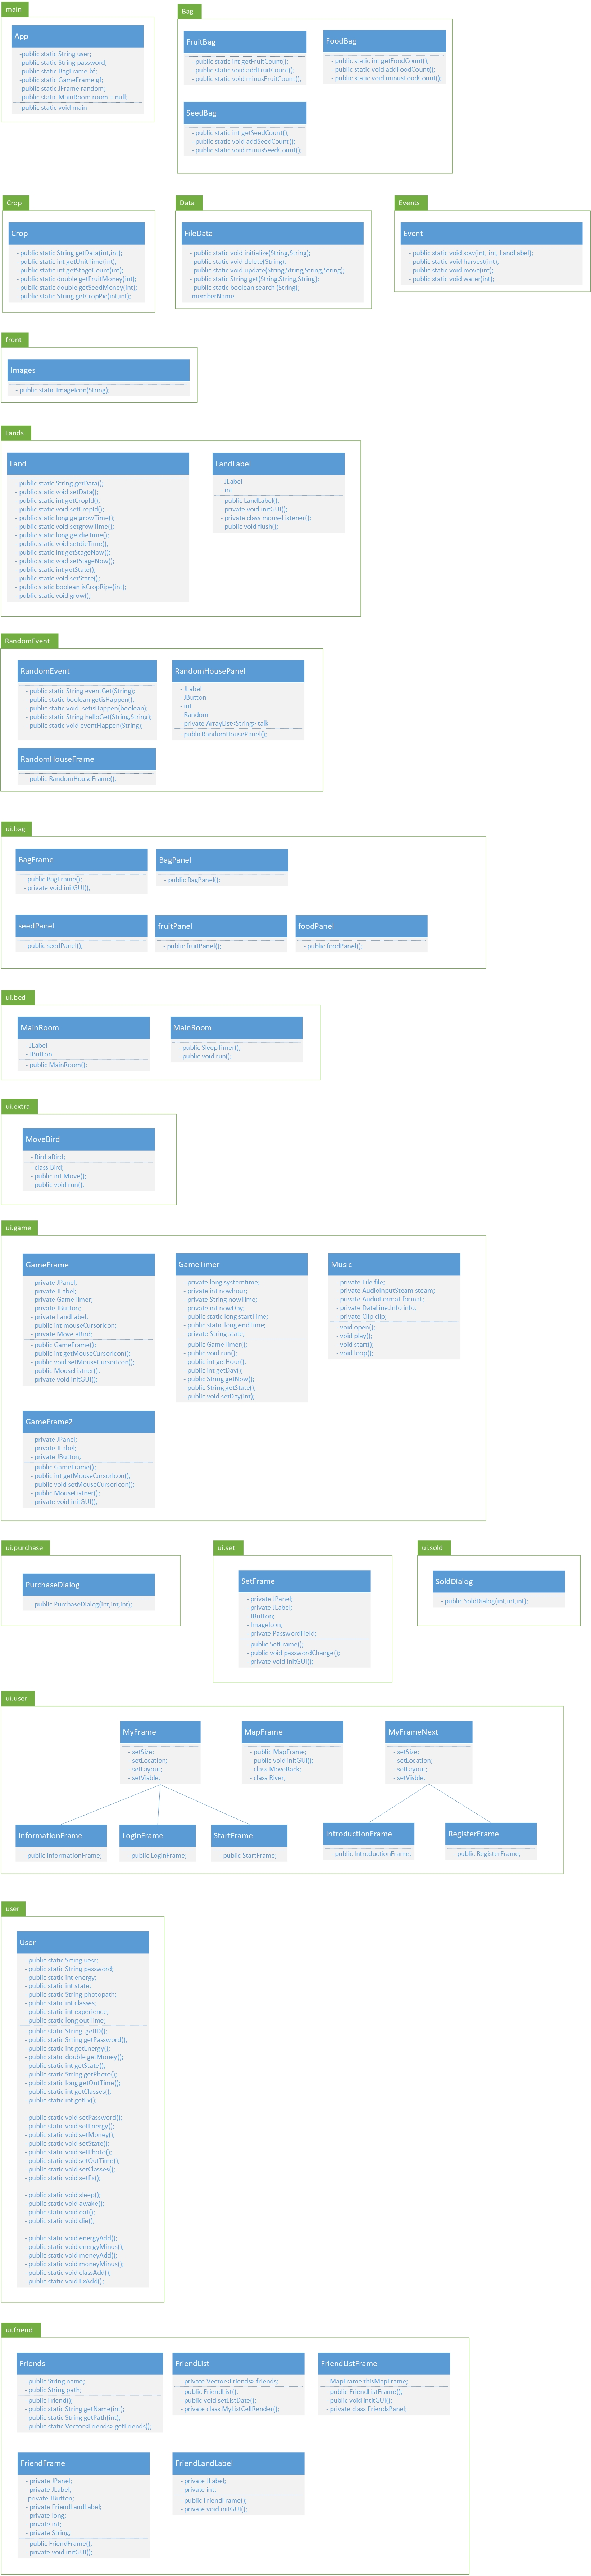 main
App
-public static String user;
-public static String password;
-public static BagFrame bf;
-public static GameFrame gf;
-public static JFrame random;
-public static MainRoom room = null;
-public static void main
Bag
FruitBag
- public static int getFruitCount();
- public static void addFruitCount();
- public static void minusFruitCount();
FoodBag
- public static int getFoodCount();
- public static void addFoodCount();
- public static void minusFoodCount();
SeedBag
- public static int getSeedCount();
- public static void addSeedCount();
- public static void minusSeedCount();
Crop
Crop
- public static String getData(int,int);
- public static int getUnitTime(int);
- public static int getStageCount(int);
- public static double getFruitMoney(int);
- public static double getSeedMoney(int);
- public static String getCropPic(int,int);
Data
FileData
- public static void initialize(String,String);
- public static void delete(String);
- public static void update(String,String,String,String);
- public static String get(String,String,String);
- public static boolean search (String);
-memberName
Events
Event
- public static void sow(int, int, LandLabel);
- public static void harvest(int);
- public static void move(int);
- public static void water(int);
front
Images
- public static ImageIcon(String);
Lands
Land
- public static String getData();
- public static void setData();
- public static int getCropId();
- public static void setCropId();
- public static long getgrowTime();
- public static void setgrowTime();
- public static long getdieTime();
- public static void setdieTime();
- public static int getStageNow();
- public static void setStageNow();
- public static int getState();
- public static void setState();
- public static boolean isCropRipe(int);
- public static void grow();
LandLabel
- JLabel
- int
- public LandLabel();
- private void initGUI();
- private class mouseListener();
- public void flush();
RandomEvent
RandomEvent
- public static String eventGet(String);
- public static boolean getisHappen();
- public static void  setisHappen(boolean);
- public static String helloGet(String,String);
- public static void eventHappen(String);
RandomHousePanel
- JLabel
- JButton
- int
- Random
- private ArrayList<String> talk
- publicRandomHousePanel();
RandomHouseFrame
- public RandomHouseFrame();
ui.bag
BagFrame
- public BagFrame();
- private void initGUI();
BagPanel
- public BagPanel();
seedPanel
- public seedPanel();
fruitPanel
- public fruitPanel();
foodPanel
- public foodPanel();
ui.bed
MainRoom
- JLabel
- JButton
- public MainRoom();
MainRoom
- public SleepTimer();
- public void run();
ui.extra
MoveBird
- Bird aBird;
- class Bird;
- public int Move();
- public void run();
ui.game
GameFrame
- private JPanel;
- private JLabel;
- private GameTimer;
- private JButton;
- private LandLabel;
- public int mouseCursorIcon;
- private Move aBird;
- public GameFrame();
- public int getMouseCursorIcon();
- public void setMouseCursorIcon();
- public MouseListner();
- private void initGUI();
GameTimer
- private long systemtime;
- private int nowhour;
- private String nowTime;
- private int nowDay;
- public static long startTime;
- public static long endTime;
- private String state;
- public GameTimer();
- public void run();
- public int getHour();
- public int getDay();
- public String getNow();
- public String getState();
- public void setDay(int);
Music
- private File file;
- private AudioInputSteam steam;
- private AudioFormat format;
- private DataLine.Info info;
- private Clip clip;
- void open();
- void play();
- void start();
- void loop();
GameFrame2
- private JPanel;
- private JLabel;
- private JButton;
- public GameFrame();
- public int getMouseCursorIcon();
- public void setMouseCursorIcon();
- public MouseListner();
- private void initGUI();
ui.purchase
PurchaseDialog
- public PurchaseDialog(int,int,int);
ui.set
SetFrame
- private JPanel;
- private JLabel;
- JButton;
- ImageIcon;
- private PasswordField;
- public SetFrame();
- public void passwordChange();
- private void initGUI();
ui.sold
SoldDialog
- public SoldDialog(int,int,int);
ui.user
MyFrame
- setSize;
- setLocation;
- setLayout;
- setVisble;
MapFrame
- public MapFrame;
- public void initGUI();
- class MoveBack;
- class River;
MyFrameNext
- setSize;
- setLocation;
- setLayout;
- setVisble;
InformationFrame
- public InformationFrame;
LoginFrame
- public LoginFrame;
StartFrame
- public StartFrame;
IntroductionFrame
- public IntroductionFrame;
RegisterFrame
- public RegisterFrame;
user
User
- public static Srting uesr;
- public static String password;
- public static int energy;
- public static int state;
- public static String photopath;
- public static int classes;
- public static int experience;
- public static long outTime;
- public static String  getID();
- public static Srting getPassword();
- public static int getEnergy();
- public static double getMoney();
- public static int getState();
- public static String getPhoto();
- public static long getOutTime();
- public static int getClasses();
- public static int getEx();
- public static void setPassword();
- public static void setEnergy();
- public static void setMoney();
- public static void setState();
- public static void setPhoto();
- public static void setOutTime();
- public static void setClasses();
- public static void setEx();
- public static void sleep();
- public static void awake();
- public static void eat();
- public static void die();
- public static void energyAdd();
- public static void energyMinus();
- public static void moneyAdd();
- public static void moneyMinus();
- public static void classAdd();
- public static void ExAdd();
ui.friend
Friends
- public String name;
- public String path;
- public Friend();
- public static String getName(int);
- public static String getPath(int);
- public static Vector<Friends> getFriends();
FriendList
- private Vector<Friends> friends;
- public FriendList();
- public void setListDate();
- private class MyListCellRender();
FriendListFrame
- MapFrame thisMapFrame;
- public FriendListFrame();
- public void intitGUI();
- private class FriendsPanel;
FriendFrame
- private JPanel;
- private JLabel;
-private JButton;
- private FriendLandLabel;
- private long;
- private int;
- private String;
- public FriendFrame();
- private void initGUI();
FriendLandLabel
- private JLabel;
- private int;
- public FriendFrame();
- private void initGUI();